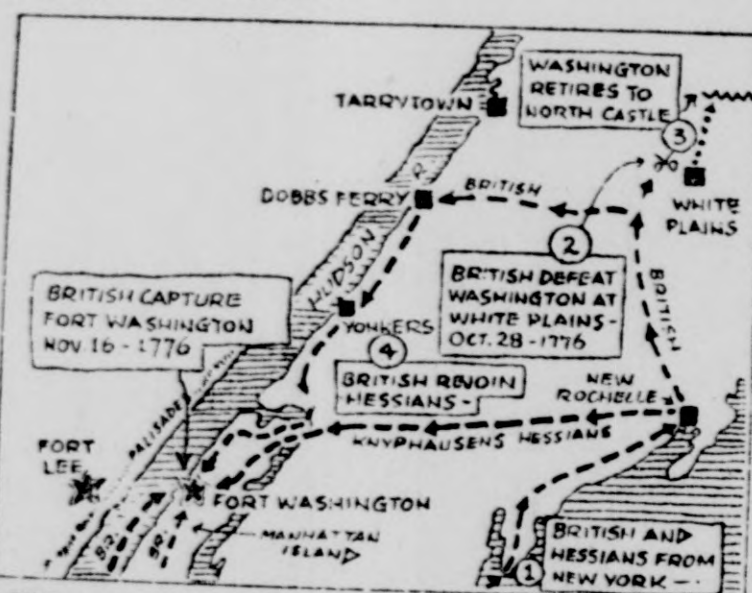 WASHINGTON
RETIRES TO
NORTH CASTLE
3
TARRYTOWN
DOBBS FERRY
BRITISH
WHITE
PLAINS
2
HUDSON R.
BRITISH DEFEAT
WASHINGTON AT
WHITE PLAINS-
OCT. 28-1776
BRITISH
BRITISH CAPTURE
FORT WASHINGTON
NOV. 16-1776
YONKERS
4
BRITISH REJOIN
HESSIANS-
NEW
ROCHELLE
KNYPHAUSENS HESSIANS
PALISADES
FORT
LEE
FORT WASHINGTON
MANHATTAN
ISLAND
BR.
BR.
1
BRITISH AND
HESSIANS FROM
NEW YORK-